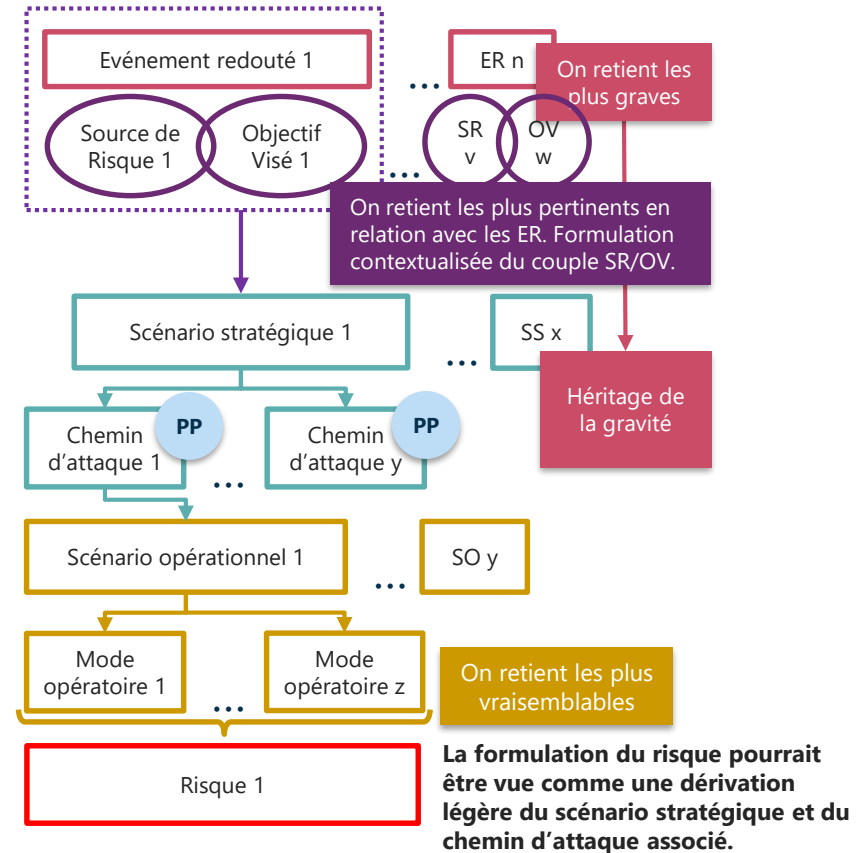 Evénement redouté 1
...
ER n
On retient les
plus graves
Source de
Risque 1
Objectif
Visé 1
...
SR
v
OV
w
On retient les plus pertinents en
relation avec les ER. Formulation
contextualisée du couple SR/OV.
Scénario stratégique 1
...
SS x
Héritage de
la gravité
Chemin
d'attaque 1
PP
...
Chemin
d'attaque y
PP
Scénario opérationnel 1
...
SO y
Mode
opératoire 1
...
Mode
opératoire z
On retient les plus
vraisemblables
Risque 1
La formulation du risque pourrait
être vue comme une dérivation
légère du scénario stratégique et du
chemin d'attaque associé.